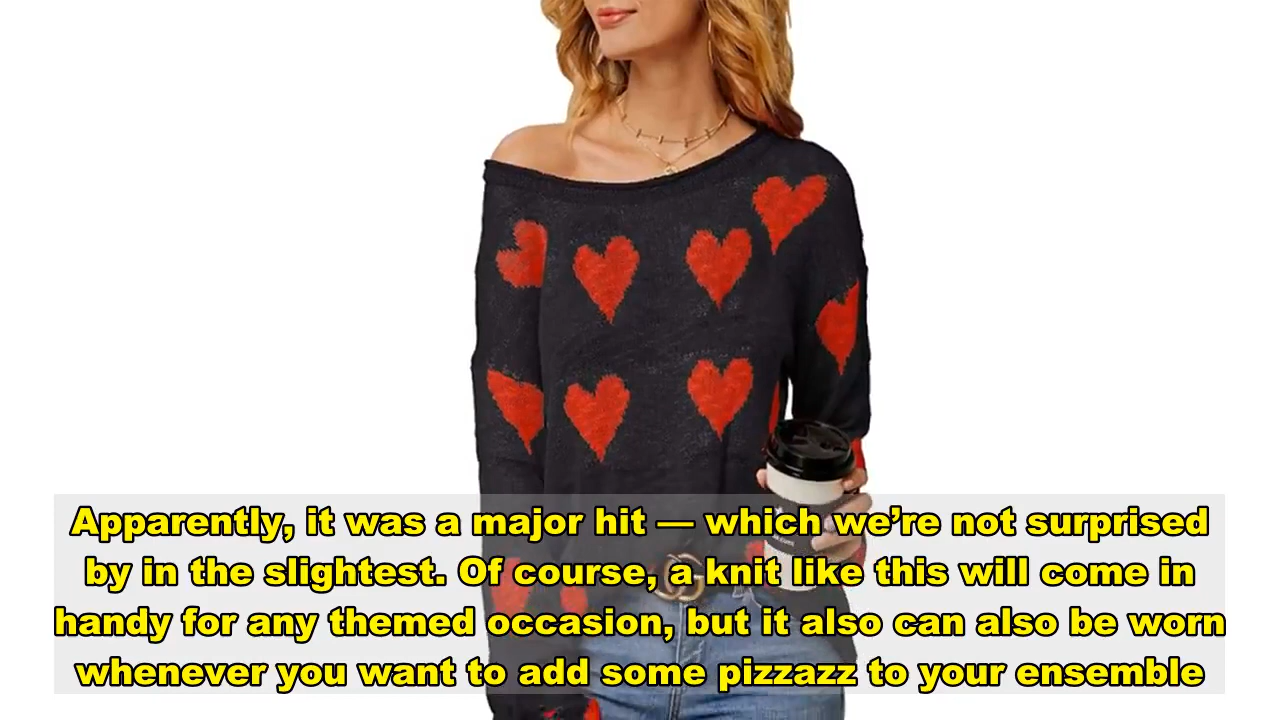 Apparently, it was a major hit — which we’re not surprised
by in the slightest. Of course, a knit like this will come in
handy for any themed occasion, but it also can also be worn
whenever you want to add some pizzazz to your ensemble